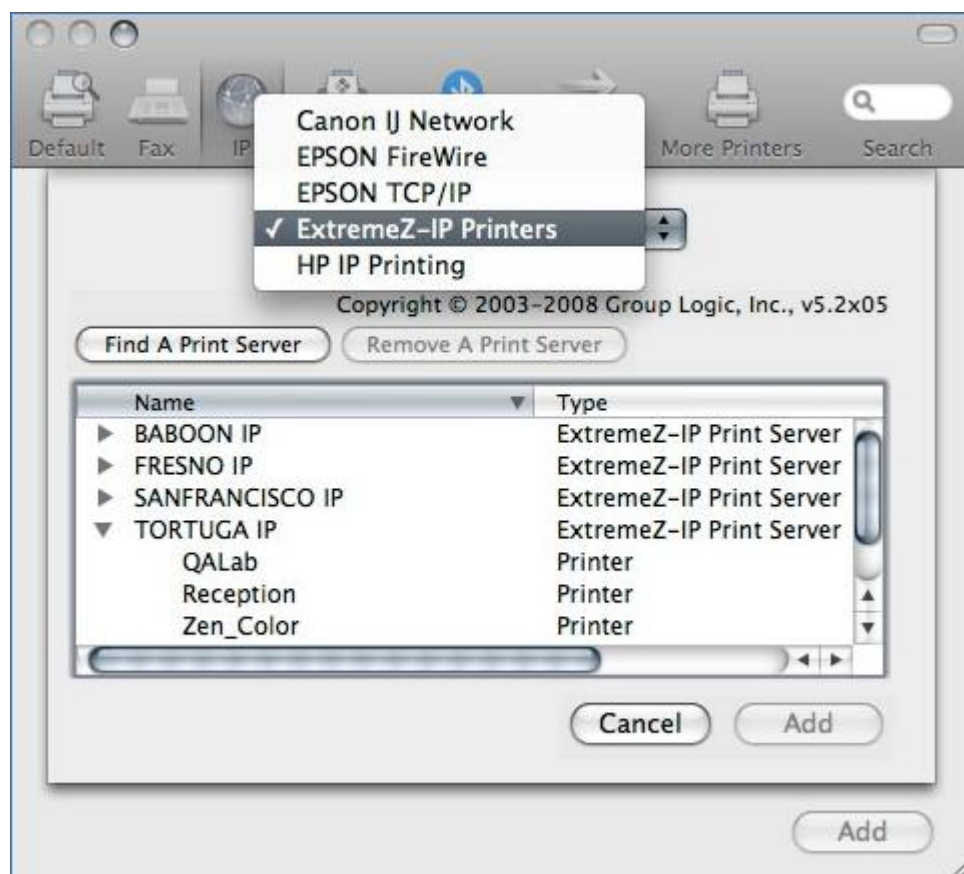 Default Fax IP More Printers Search
Canon IJ Network
EPSON FireWire
EPSON TCP/IP
✓ ExtremeZ-IP Printers
HP IP Printing
Copyright © 2003-2008 Group Logic, Inc., v5.2x05
Find A Print Server Remove A Print Server
Name Type
BABOON IP ExtremeZ-IP Print Server
FRESNO IP ExtremeZ-IP Print Server
SANFRANCISCO IP ExtremeZ-IP Print Server
TORTUGA IP ExtremeZ-IP Print Server
QALab Printer
Reception Printer
Zen_Color Printer
Cancel Add
Add